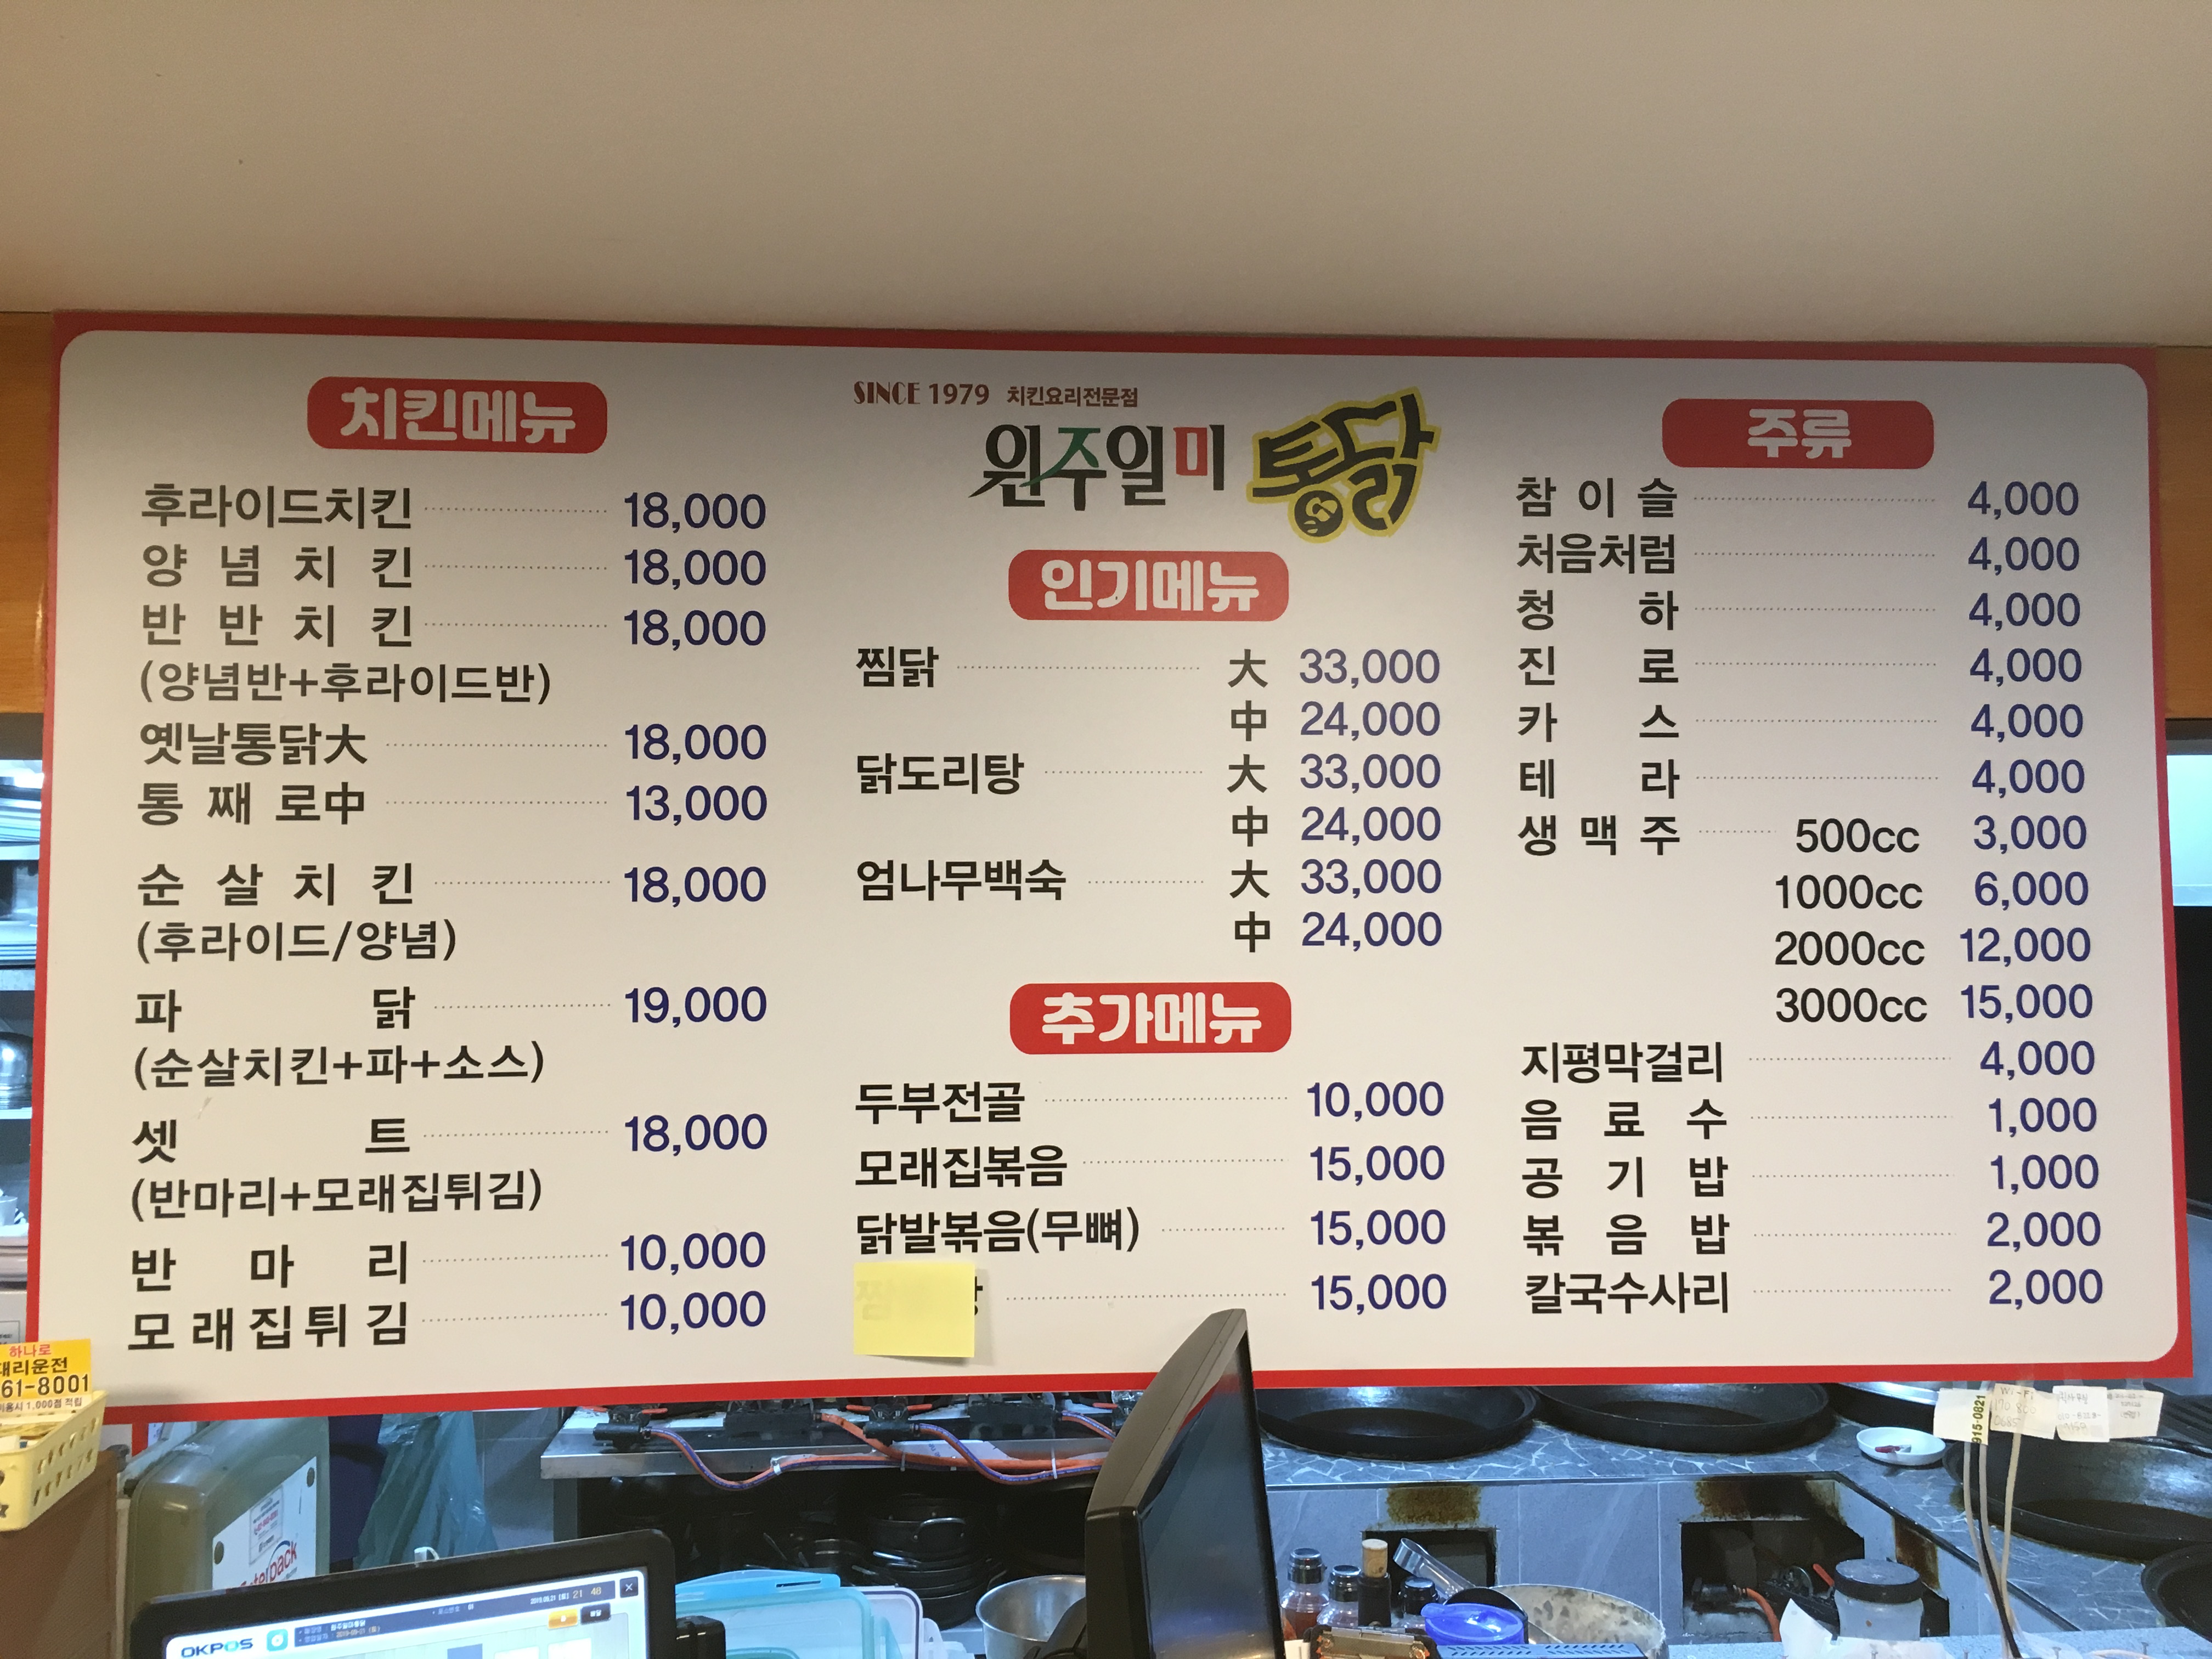 치킨메뉴
후라이드치킨 18,000
양념치킨 18,000
반반치킨 18,000
(양념반+후라이드반)
옛날통닭大 18,000
통째로中 13,000
순살치킨 18,000
(후라이드/양념)
파닭 19,000
(순살치킨+파+소스)
셋트 18,000
(반마리+모래집튀김)
반마리 10,000
모래집튀김 10,000
SINCE 1979 치킨요리전문점
원주일미 통닭
인기메뉴
찜닭 大 33,000
中 24,000
닭도리탕 大 33,000
中 24,000
엄나무백숙 大 33,000
中 24,000
추가메뉴
두부전골 10,000
모래집볶음 15,000
닭발볶음(무뼈) 15,000
15,000
주류
참이슬 4,000
처음처럼 4,000
청하 4,000
진로 4,000
카스 4,000
테라 4,000
생맥주 500cc 3,000
1000cc 6,000
2000cc 12,000
3000cc 15,000
지평막걸리 4,000
음료수 1,000
공기밥 1,000
볶음밥 2,000
칼국수사리 2,000
하나로
대리운전
61-8001
이용시 1,000점 적립
915-0821
OKPOS